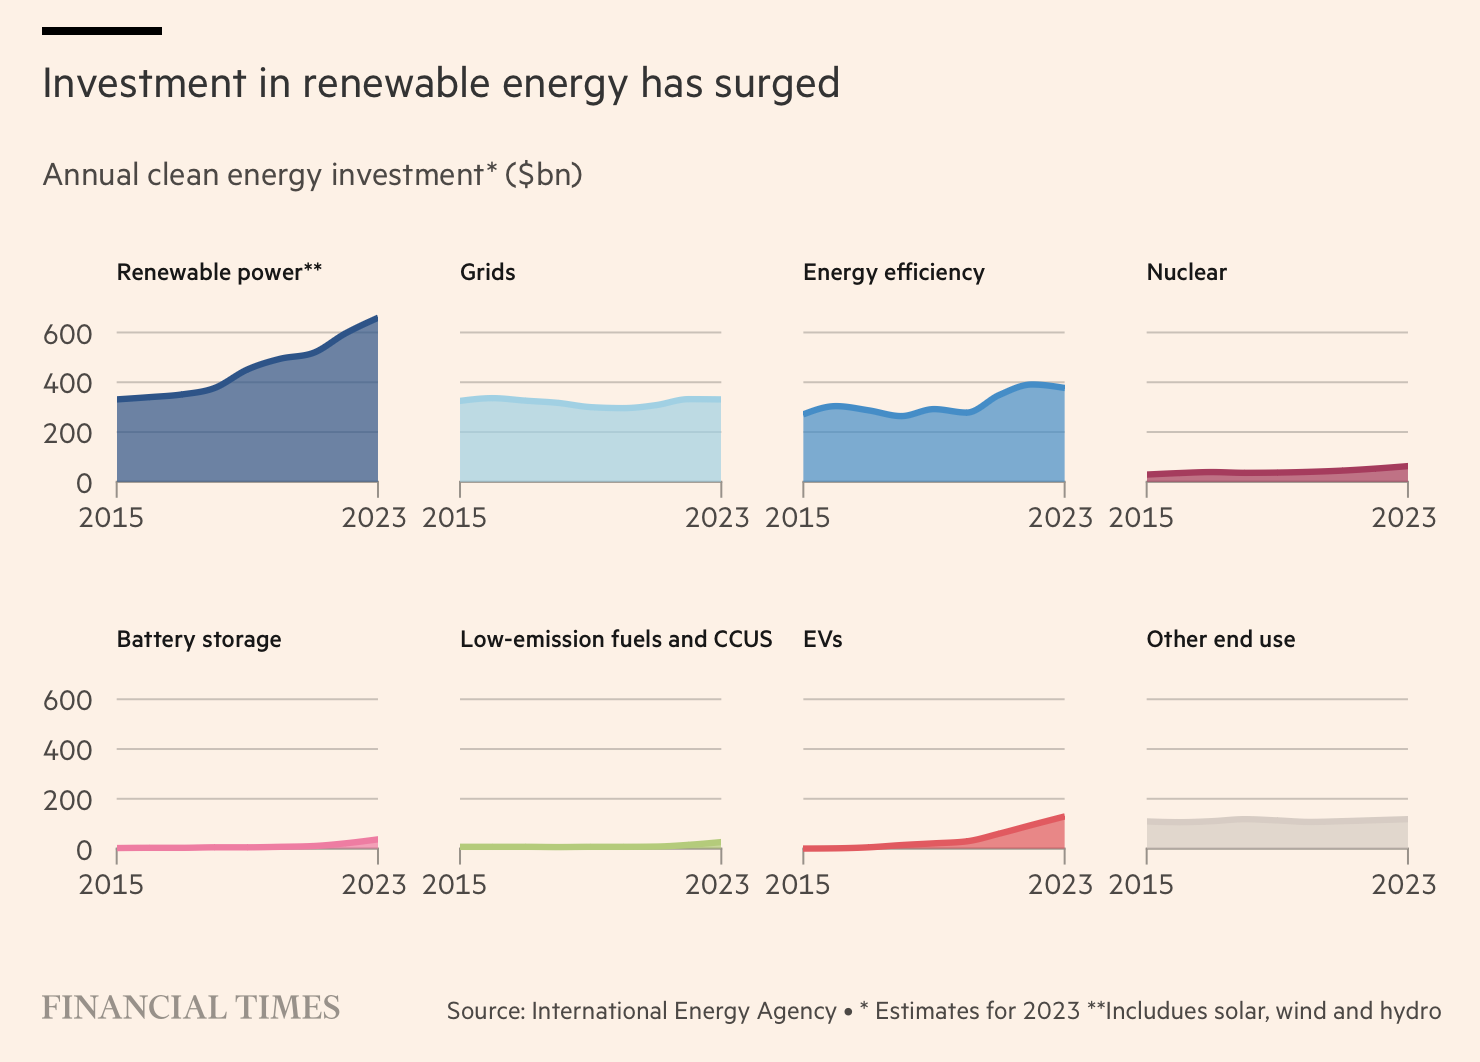 Investment in renewable energy has surged
Annual clean energy investment* ($bn)
Renewable power**
Grids
Energy efficiency
Nuclear
600
400
200
0
2015
2023
2015
2023
2015
2023
2015
2023
Battery storage
Low-emission fuels and CCUS
EVs
Other end use
600
400
200
0
2015
2023
2015
2023
2015
2023
2015
2023
FINANCIAL TIMES
Source: International Energy Agency • * Estimates for 2023 **Includues solar, wind and hydro